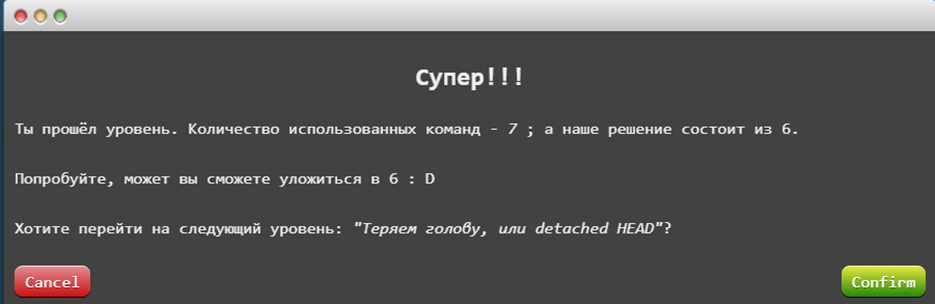 Супер!!!
Ты прошёл уровень. Количество использованных команд - 7 ; а наше решение состоит из 6.
Попробуйте, может вы сможете уложиться в 6 : D
Хотите перейти на следующий уровень: "Теряем голову, или detached HEAD"?
Cancel
Confirm